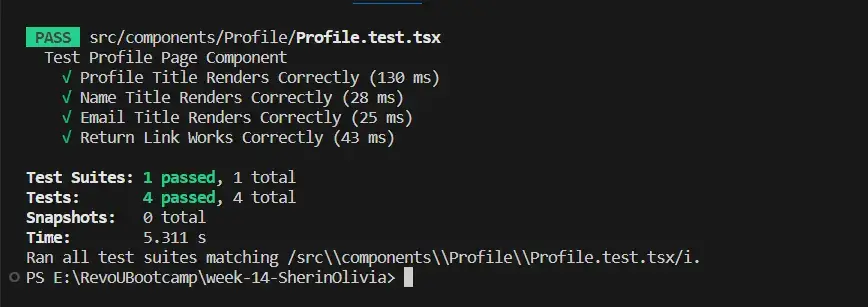 PASS src/components/Profile/Profile.test.tsx
Test Profile Page Component
√ Profile Title Renders Correctly (130 ms)
√ Name Title Renders Correctly (28 ms)
√ Email Title Renders Correctly (25 ms)
√ Return Link Works Correctly (43 ms)
Test Suites: 1 passed, 1 total
Tests: 4 passed, 4 total
Snapshots: 0 total
Time: 5.311 s
Ran all test suites matching /src\\components\\Profile\\Profile.test.tsx/i.
PS E:\RevoUBootcamp\week-14-SherinOlivia>